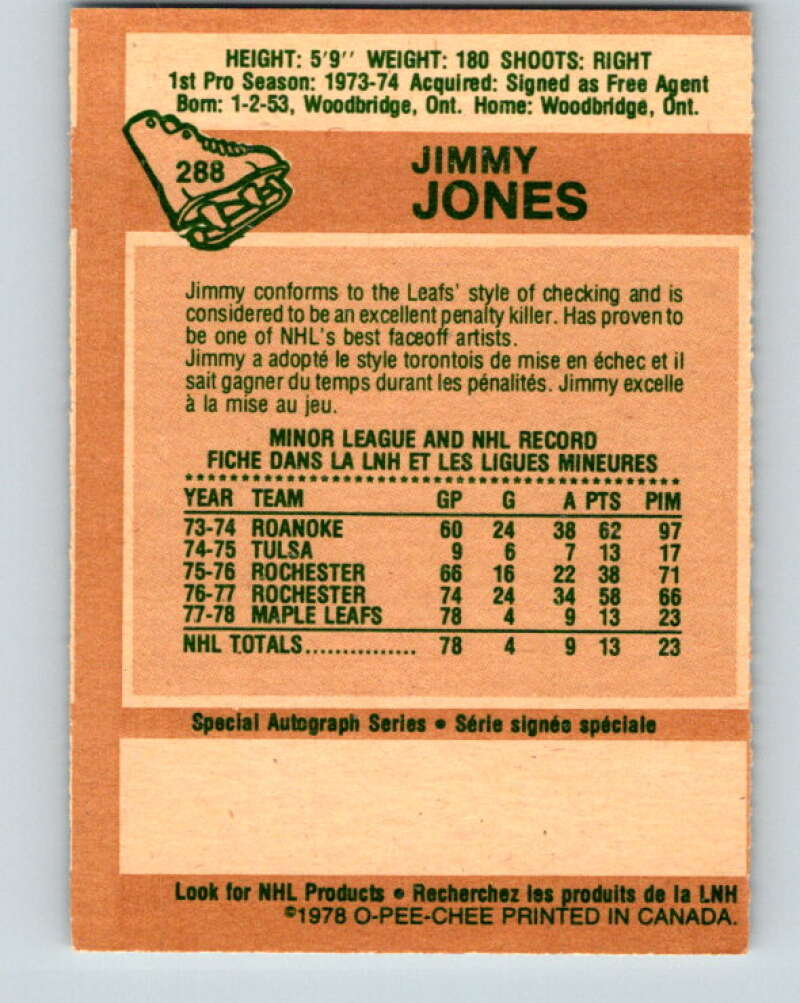 HEIGHT: 5'9'' WEIGHT: 180 SHOOTS: RIGHT
1st Pro Season: 1973-74 Acquired: Signed as Free Agent
Born: 1-2-53, Woodbridge, Ont. Home: Woodbridge, Ont.
288
JIMMY
JONES
Jimmy conforms to the Leafs' style of checking and is
considered to be an excellent penalty killer. Has proven to
be one of NHL's best faceoff artists.
Jimmy a adopté le style torontois de mise en échec et il
sait gagner du temps durant les pénalités. Jimmy excelle
à la mise au jeu.
MINOR LEAGUE AND NHL RECORD
FICHE DANS LA LNH ET LES LIGUES MINEURES
YEAR TEAM GP G A PTS PIM
73-74 ROANOKE 60 24 38 62 97
74-75 TULSA 9 6 7 13 17
75-76 ROCHESTER 66 16 22 38 71
76-77 ROCHESTER 74 24 34 58 66
77-78 MAPLE LEAFS 78 4 9 13 23
NHL TOTALS............... 78 4 9 13 23
Special Autograph Series • Série signée spéciale
Look for NHL Products • Recherchez les produits de la LNH
©1978 O-PEE-CHEE PRINTED IN CANADA.